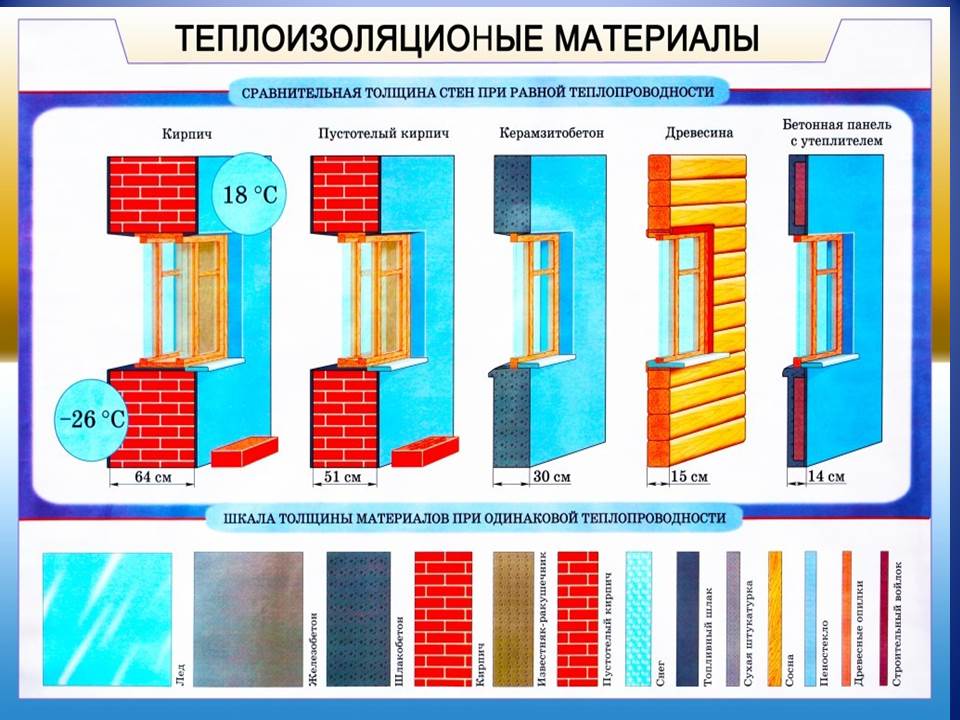 ТЕПЛОИЗОЛЯЦИОНЫЕ МАТЕРИАЛЫ
СРАВНИТЕЛЬНАЯ ТОЛЩИНА СТЕН ПРИ РАВНОЙ ТЕПЛОПРОВОДНОСТИ
Кирпич
Пустотелый кирпич
Керамзитобетон
Древесина
Бетонная панель
с утеплителем
18 °C
–26 °C
64 см
51 см
30 см
15 см
14 см
ШКАЛА ТОЛЩИНЫ МАТЕРИАЛОВ ПРИ ОДИНАКОВОЙ ТЕПЛОПРОВОДНОСТИ
Лед
Железобетон
Шлакобетон
Кирпич
Известняк-ракушечник
Пустотелый кирпич
Снег
Топливный шлак
Сухая штукатурка
Сосна
Пеностекло
Древесные опилки
Строительный войлок